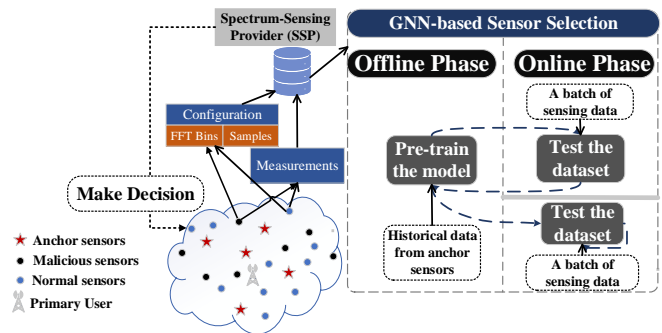 Spectrum-Sensing
Provider (SSP)
Configuration
FFT Bins
Samples
Measurements
Make Decision
Anchor sensors
Malicious sensors
Normal sensors
Primary User
GNN-based Sensor Selection
Offline Phase
Online Phase
A batch of
sensing data
Pre-train
the model
Test the
dataset
Historical data
from anchor
sensors
Test the
dataset
A batch of
sensing data